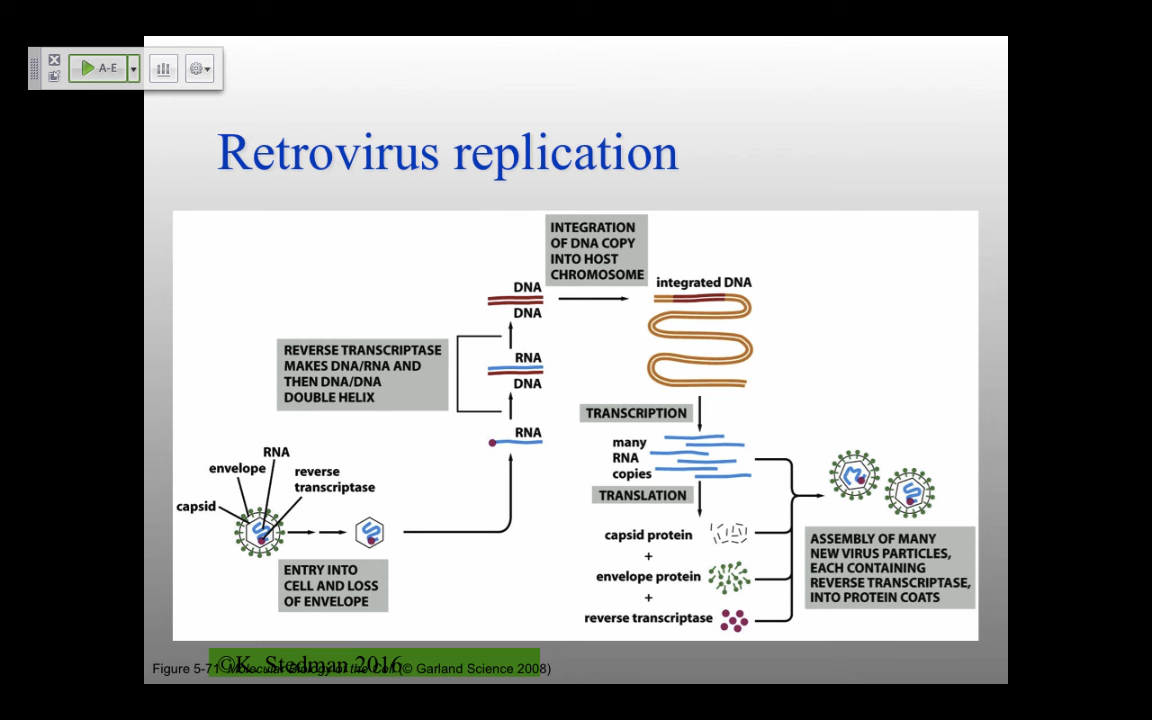 A-E
Retrovirus replication
INTEGRATION
OF DNA COPY
INTO HOST
CHROMOSOME
DNA
DNA
integrated DNA
REVERSE TRANSCRIPTASE
MAKES DNA/RNA AND
THEN DNA/DNA
DOUBLE HELIX
RNA
DNA
RNA
TRANSCRIPTION
many
RNA
copies
TRANSLATION
RNA
envelope
reverse
transcriptase
capsid
ENTRY INTO
CELL AND LOSS
OF ENVELOPE
capsid protein
+
envelope protein
+
reverse transcriptase
ASSEMBLY OF MANY
NEW VIRUS PARTICLES,
EACH CONTAINING
REVERSE TRANSCRIPTASE,
INTO PROTEIN COATS
©K. Stedman 2016
Figure 5-71 Molecular Biology of the Cell (© Garland Science 2008)